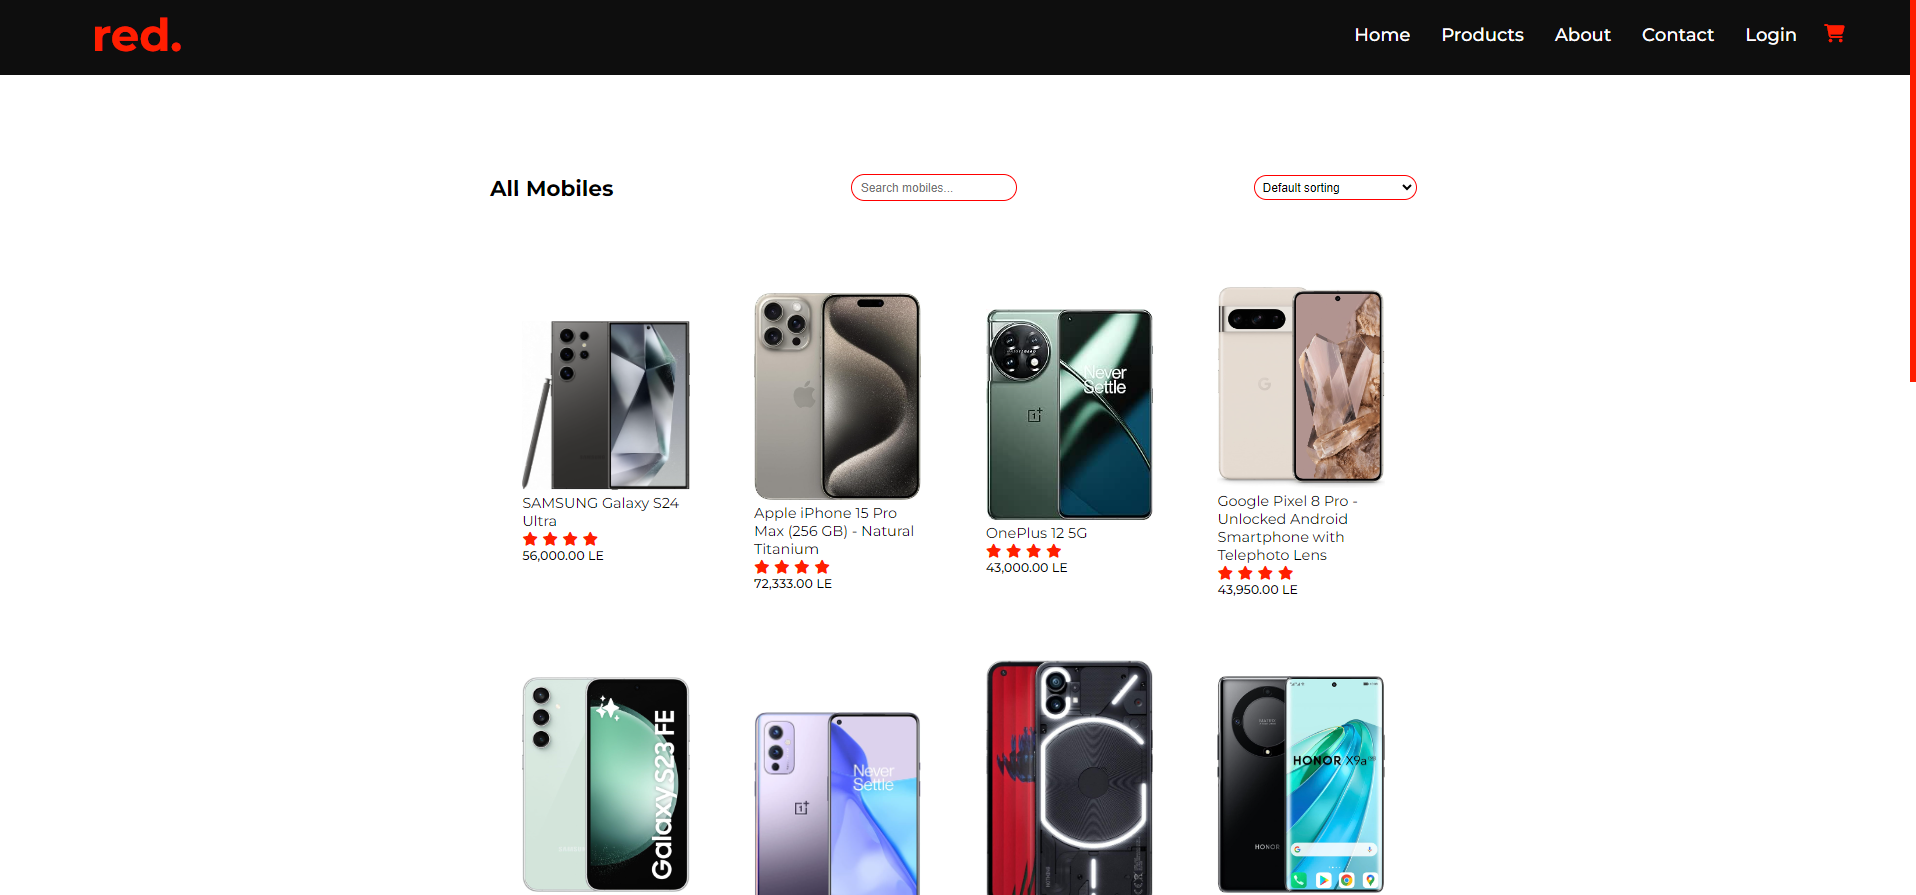 red.
Home Products About Contact Login
All Mobiles
Search mobiles...
Default sorting
Never
Settle
SAMSUNG Galaxy S24
Ultra
56,000.00 LE
Apple iPhone 15 Pro
Max (256 GB) - Natural
Titanium
72,333.00 LE
OnePlus 12 5G
43,000.00 LE
Google Pixel 8 Pro -
Unlocked Android
Smartphone with
Telephoto Lens
43,950.00 LE
Galaxy S23 FE
Never
Settle
HONOR X9a
HONOR